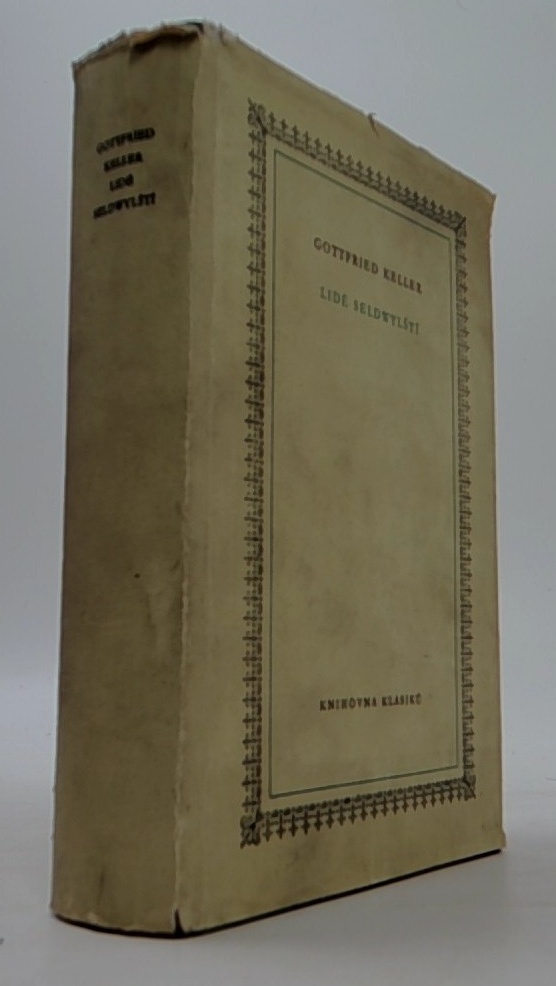 GOTTFRIED
KELLER
LIDÉ
SELDWYLŠTÍ
GOTTFRIED KELLER
LIDÉ SELDWYLŠTÍ
KNIHOVNA KLASIKŮ